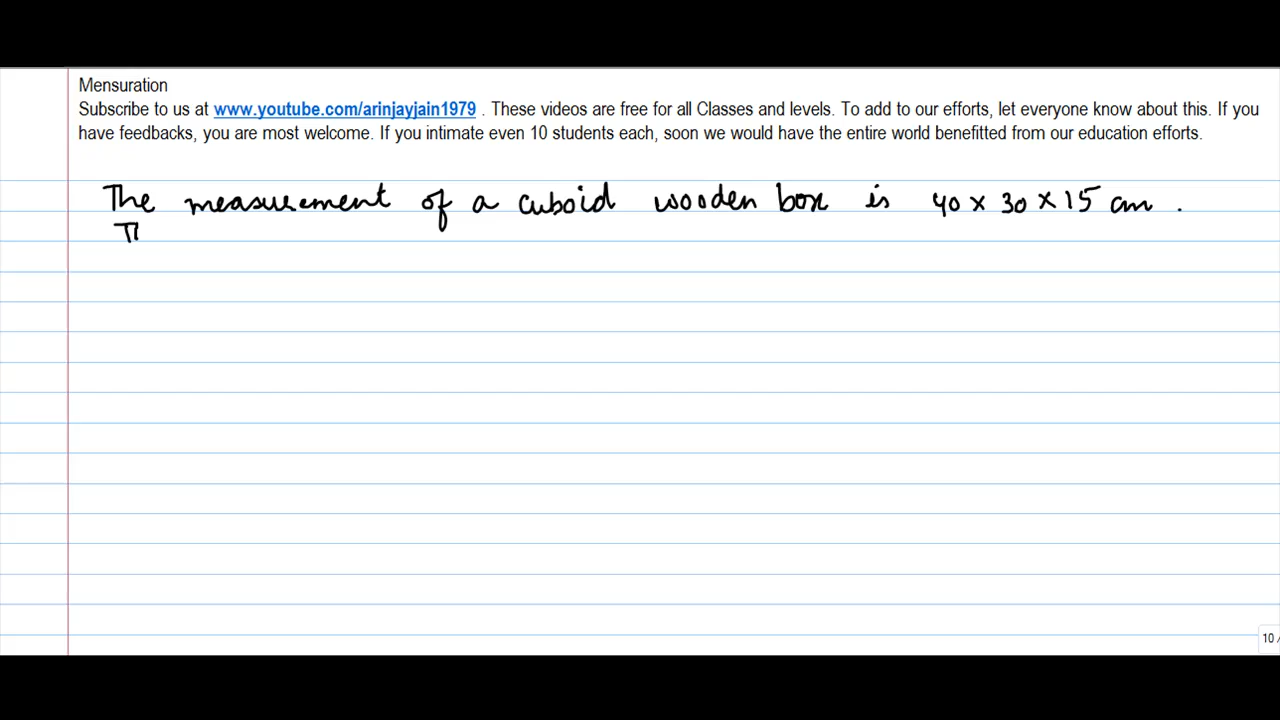 Mensuration
Subscribe to us at www.youtube.com/arinjayjain1979 . These videos are free for all Classes and levels. To add to our efforts, let everyone know about this. If you
have feedbacks, you are most welcome. If you intimate even 10 students each, soon we would have the entire world benefitted from our education efforts.
The measurement of a cuboid wooden box is 40 × 30 × 15 cm .
10 /